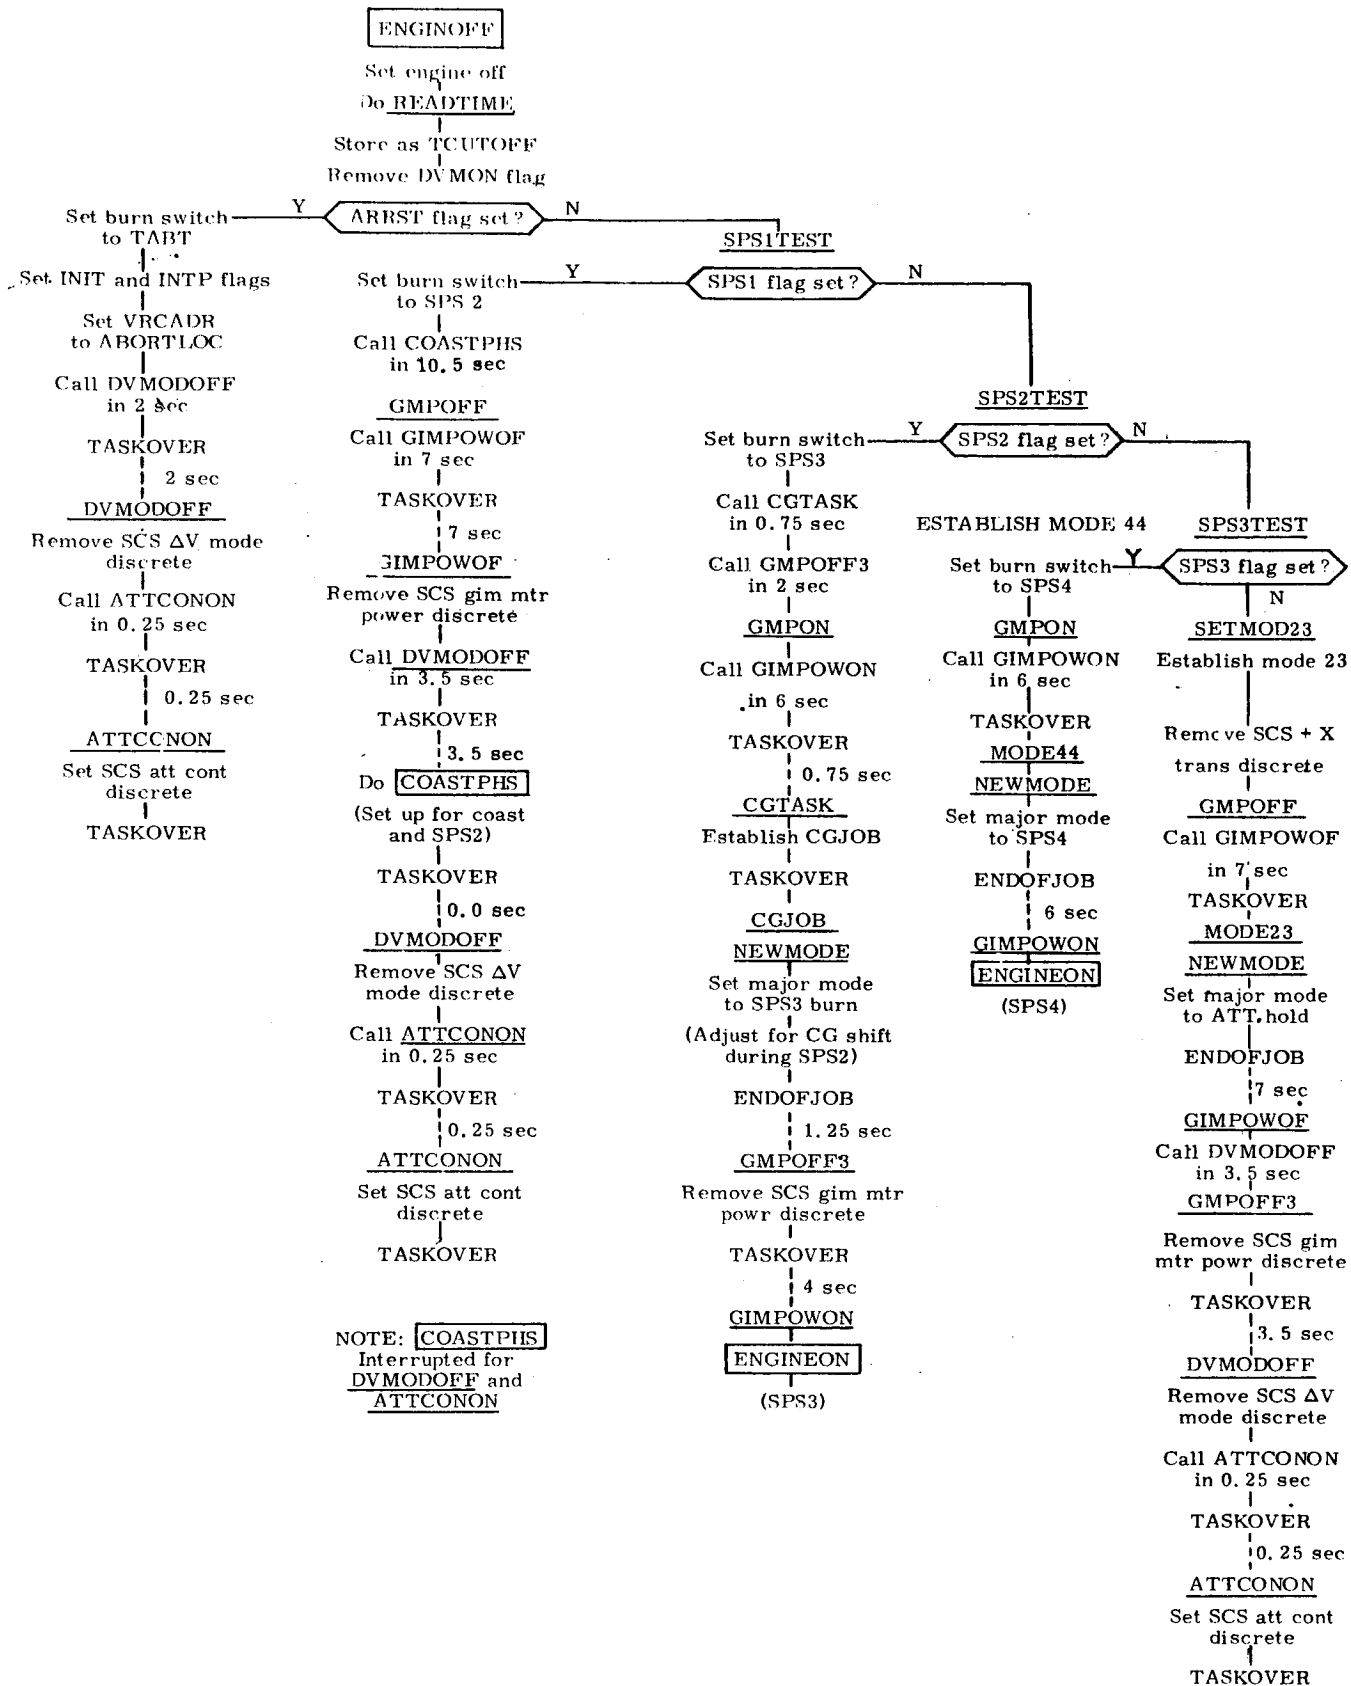 ENGINOFF
Set engine off
Do READTIME
Store as TCUTOFF
Remove DVMON flag
Y
ABRST flag set?
N
Set burn switch
to TABT
Set INIT and INTP flags
Set VRCADR
to ABORTLOC
Call DVMODOFF
in 2 sec
TASKOVER
2 sec
DVMODOFF
Remove SCS ΔV mode
discrete
Call ATTCONON
in 0.25 sec
TASKOVER
0.25 sec
ATTCONON
Set SCS att cont
discrete
TASKOVER
SPS1TEST
Y
SPS1 flag set?
N
Set burn switch
to SPS 2
Call COASTPHS
in 10.5 sec
GMPOFF
Call GIMPOWOF
in 7 sec
TASKOVER
7 sec
GIMPOWOF
Remove SCS gim mtr
power discrete
Call DVMODOFF
in 3.5 sec
TASKOVER
3.5 sec
Do COASTPHS
(Set up for coast
and SPS2)
TASKOVER
0.0 sec
DVMODOFF
Remove SCS ΔV
mode discrete
Call ATTCONON
in 0.25 sec
TASKOVER
0.25 sec
ATTCONON
Set SCS att cont
discrete
TASKOVER
NOTE: COASTPHS
Interrupted for
DVMODOFF and
ATTCONON
SPS2TEST
Y
SPS2 flag set?
N
Set burn switch
to SPS3
Call CGTASK
in 0.75 sec
Call GMPOFF3
in 2 sec
GMPON
Call GIMPOWON
in 6 sec
TASKOVER
0.75 sec
CGTASK
Establish CGJOB
TASKOVER
CGJOB
NEWMODE
Set major mode
to SPS3 burn
(Adjust for CG shift
during SPS2)
ENDOFJOB
1.25 sec
GMPOFF3
Remove SCS gim mtr
powr discrete
TASKOVER
4 sec
GIMPOWON
ENGINEON
(SPS3)
ESTABLISH MODE 44
SPS3TEST
Y
SPS3 flag set?
N
Set burn switch
to SPS4
GMPON
Call GIMPOWON
in 6 sec
TASKOVER
MODE44
NEWMODE
Set major mode
to SPS4
ENDOFJOB
6 sec
GIMPOWON
ENGINEON
(SPS4)
SETMOD23
Establish mode 23
Remove SCS + X
trans discrete
GMPOFF
Call GIMPOWOF
in 7 sec
TASKOVER
MODE23
NEWMODE
Set major mode
to ATT. hold
ENDOFJOB
7 sec
GIMPOWOF
Call DVMODOFF
in 3.5 sec
GMPOFF3
Remove SCS gim
mtr powr discrete
TASKOVER
3.5 sec
DVMODOFF
Remove SCS ΔV
mode discrete
Call ATTCONON
in 0.25 sec
TASKOVER
0.25 sec
ATTCONON
Set SCS att cont
discrete
TASKOVER